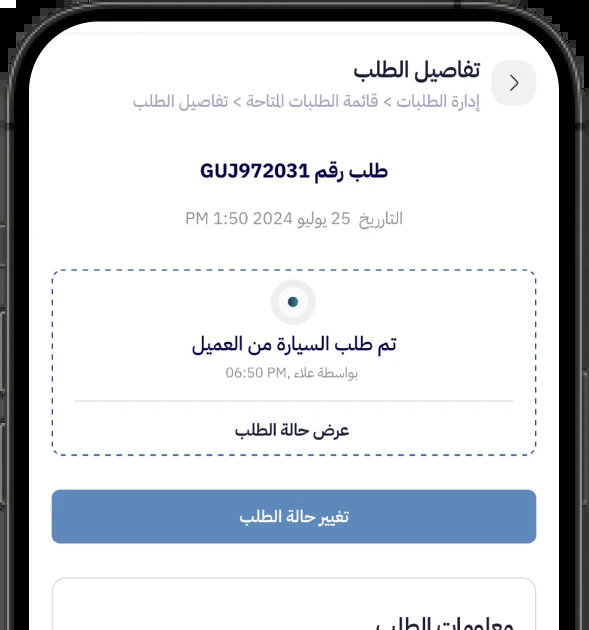 تفاصيل الطلب
إدارة الطلبات > قائمة الطلبات المتاحة > تفاصيل الطلب
طلب رقم GUJ972031
التارريخ 25 يوليو 2024 1:50 PM
تم طلب السيارة من العميل
بواسطة علاء, 06:50 PM
عرض حالة الطلب
تغيير حالة الطلب
معلومات الطلب